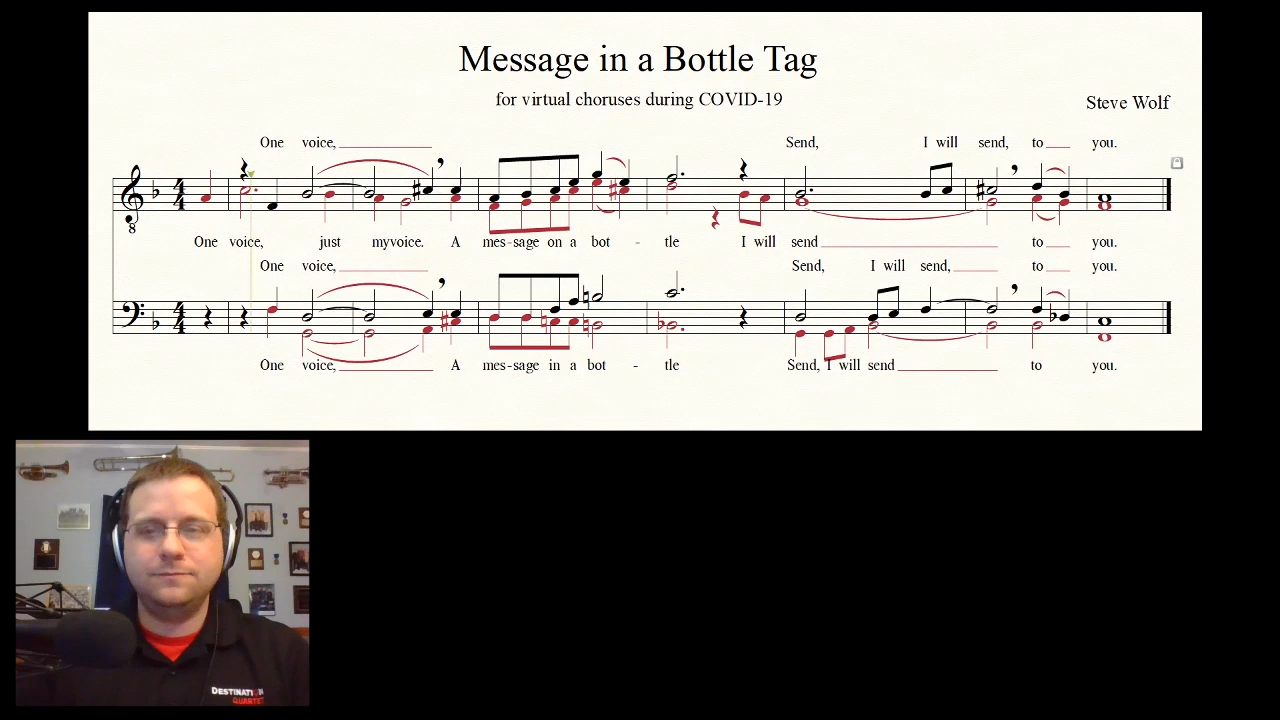 Message in a Bottle Tag
for virtual choruses during COVID-19
Steve Wolf
One voice, Send, I will send, to you.
One voice, just myvoice. A mes-sage on a bot - tle I will send to you.
One voice, Send, I will send, to you.
One voice, A mes-sage in a bot - tle Send, I will send to you.
DESTINATION
QUARTET